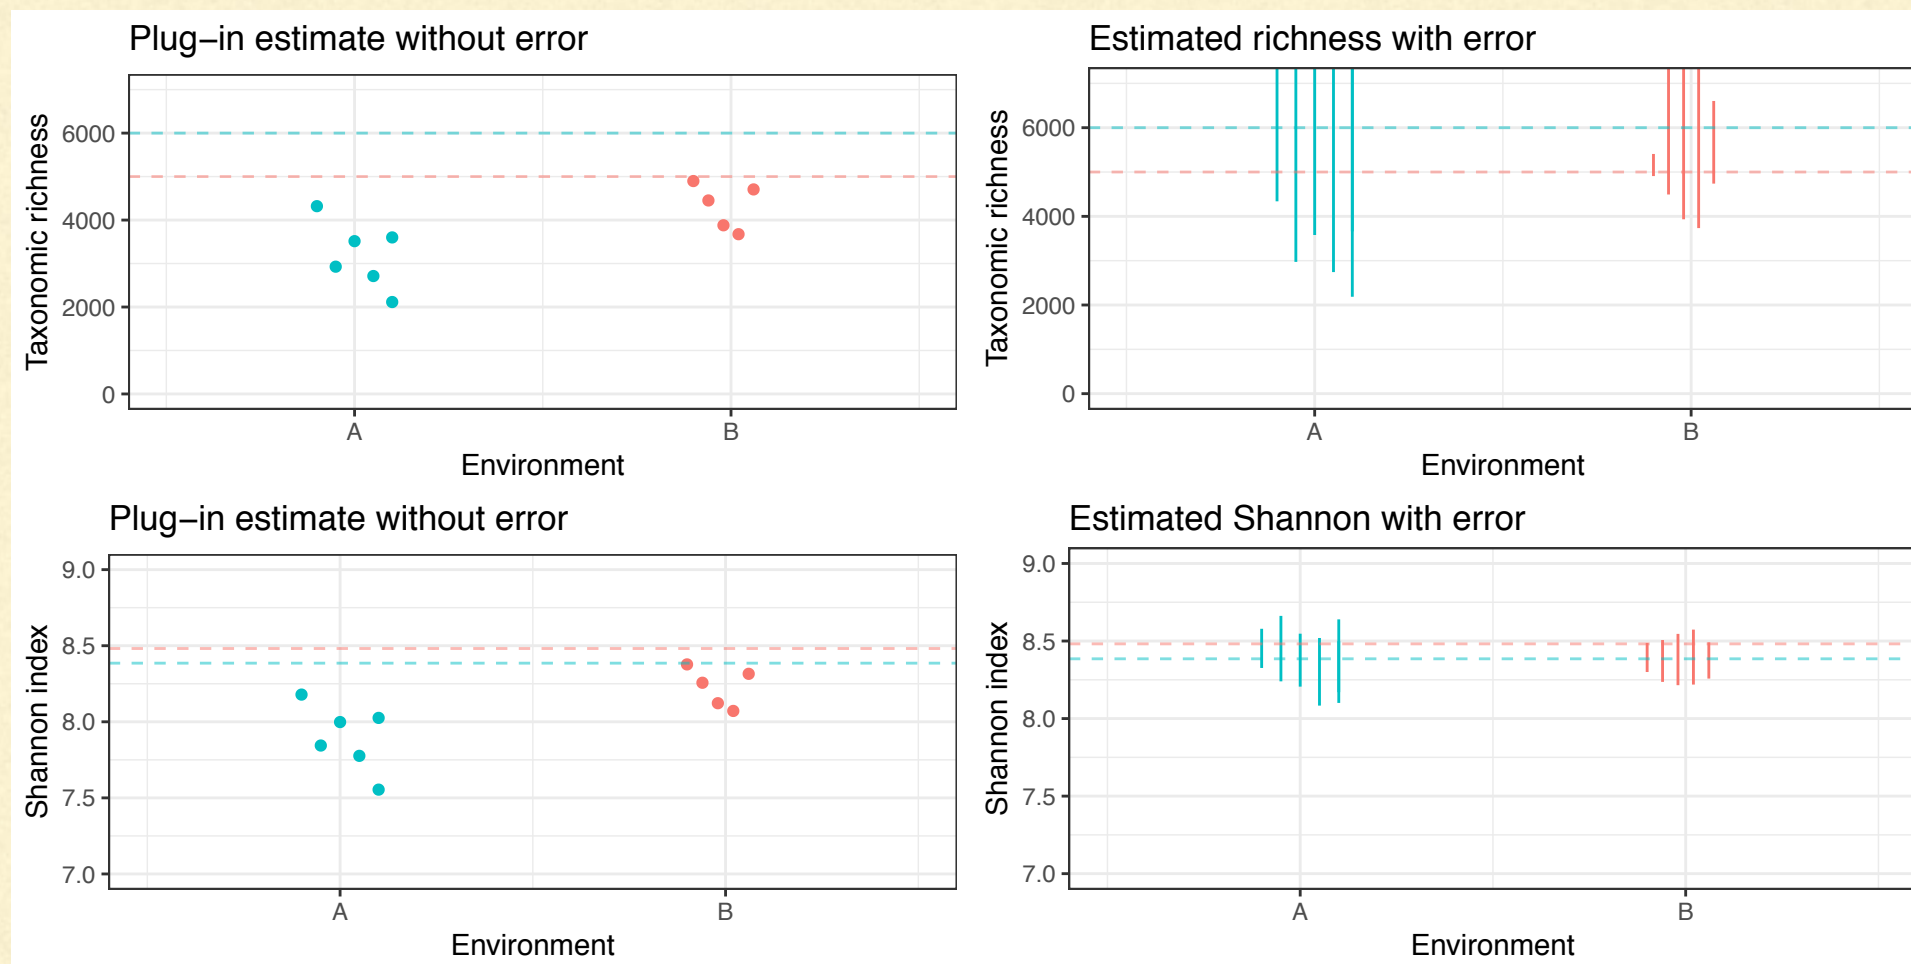 Plug−in estimate without error
Taxonomic richness
6000
4000
2000
0
A
B
Environment
Estimated richness with error
Taxonomic richness
6000
4000
2000
0
A
B
Environment
Plug−in estimate without error
Shannon index
9.0
8.5
8.0
7.5
7.0
A
B
Environment
Estimated Shannon with error
Shannon index
9.0
8.5
8.0
7.5
7.0
A
B
Environment